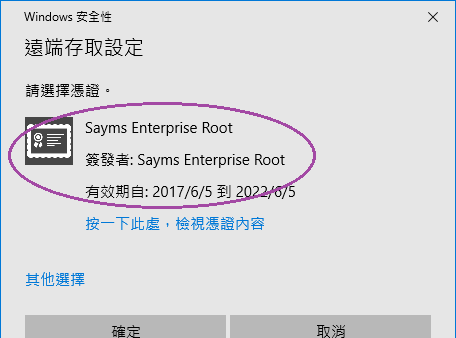 Windows 安全性
遠端存取設定
請選擇憑證。
Sayms Enterprise Root
簽發者: Sayms Enterprise Root
有效期自: 2017/6/5 到 2022/6/5
按一下此處，檢視憑證內容
其他選擇
確定
取消